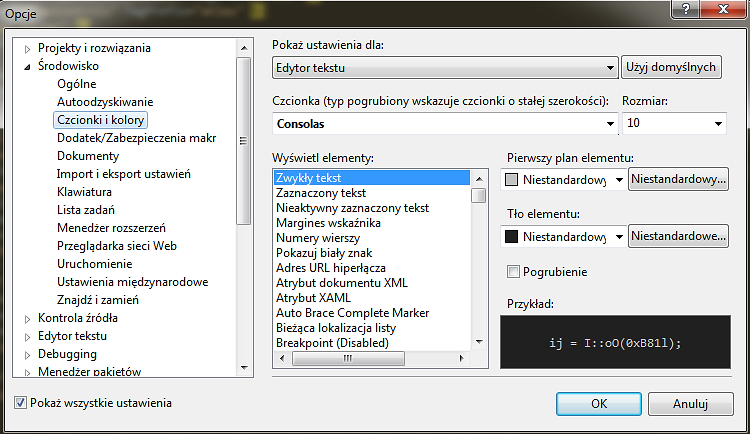 Opcje
Projekty i rozwiązania
Środowisko
Ogólne
Autoodzyskiwanie
Czcionki i kolory
Dodatek/Zabezpieczenia makr
Dokumenty
Import i eksport ustawień
Klawiatura
Lista zadań
Menedżer rozszerzeń
Przeglądarka sieci Web
Uruchomienie
Ustawienia międzynarodowe
Znajdź i zamień
Kontrola źródła
Edytor tekstu
Debugging
Menedżer pakietów
Pokaż wszystkie ustawienia
Pokaż ustawienia dla:
Edytor tekstu
Użyj domyślnych
Czcionka (typ pogrubiony wskazuje czcionki o stałej szerokości):
Rozmiar:
Consolas
10
Wyświetl elementy:
Zwykły tekst
Zaznaczony tekst
Nieaktywny zaznaczony tekst
Margines wskaźnika
Numery wierszy
Pokazuj biały znak
Adres URL hiperłącza
Atrybut dokumentu XML
Atrybut XAML
Auto Brace Complete Marker
Bieżąca lokalizacja listy
Breakpoint (Disabled)
Pierwszy plan elementu:
Niestandardowy
Niestandardowy...
Tło elementu:
Niestandardowy
Niestandardowe...
Pogrubienie
Przykład:
ij = I::oO(0xB81l);
OK
Anuluj